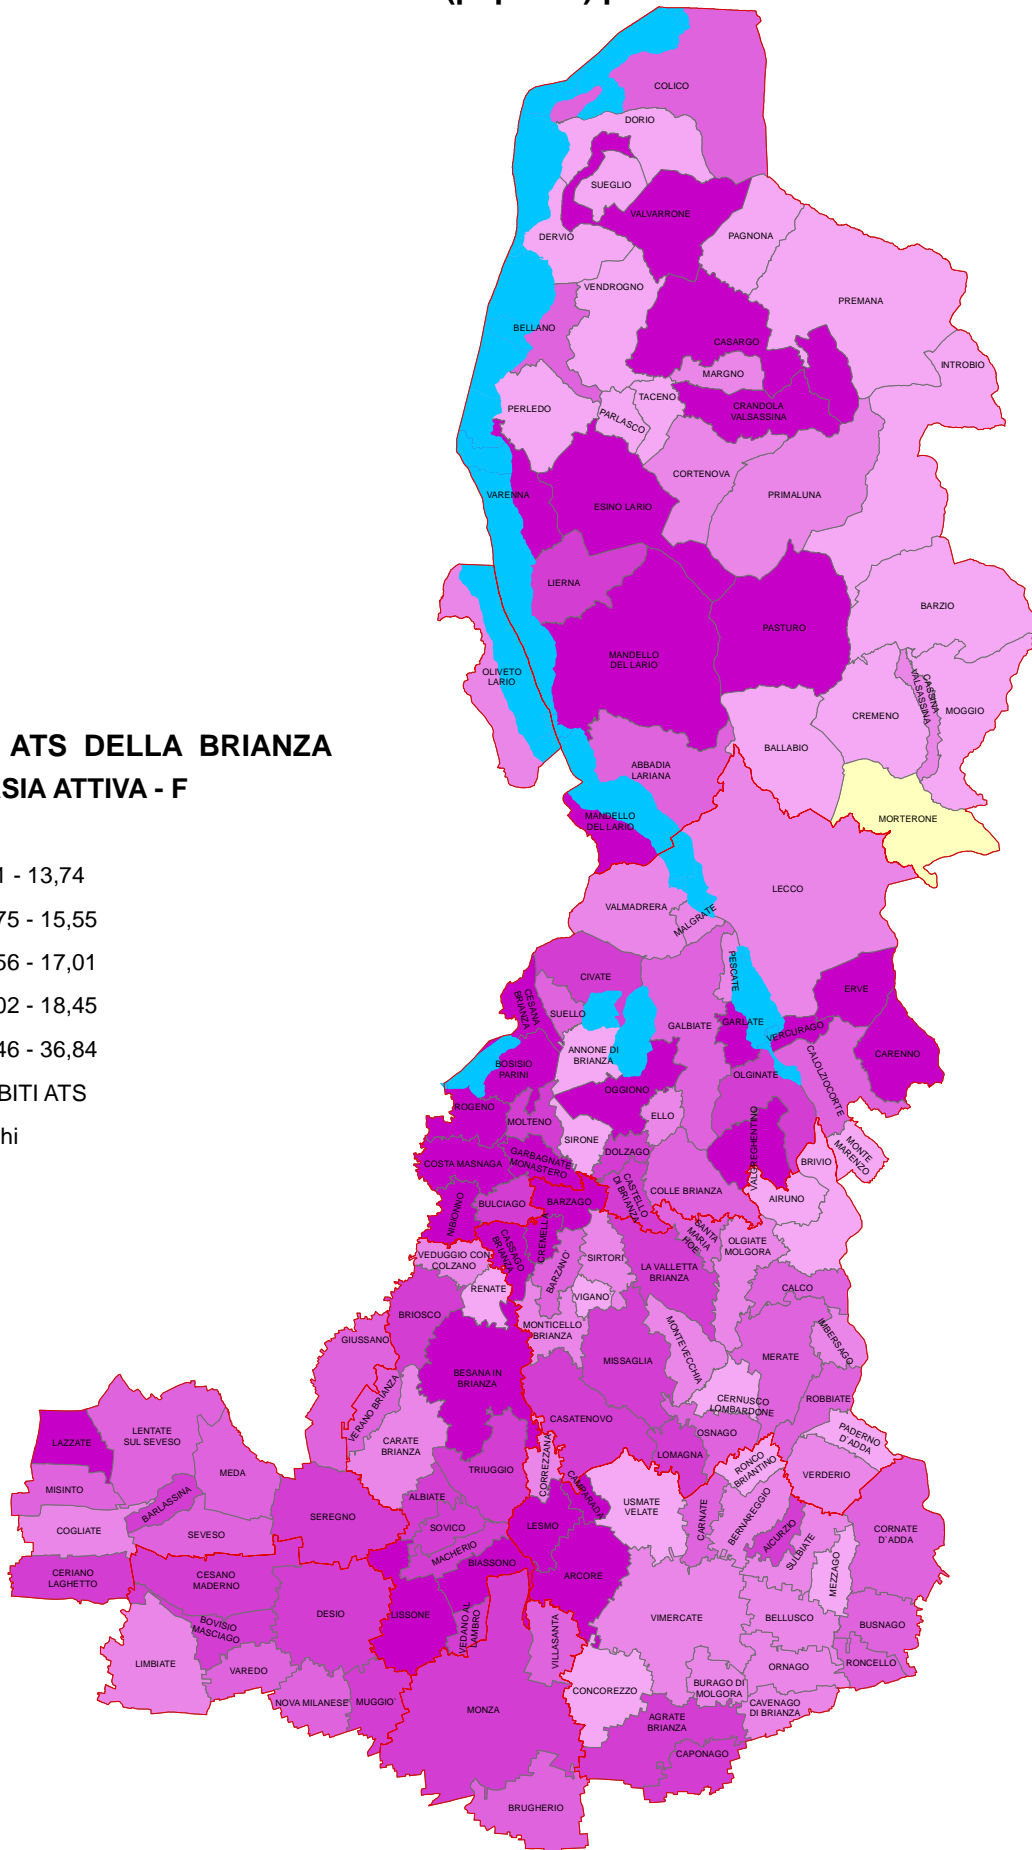 COLICO
DORIO
SUEGLIO
VALVARRONE
PAGNONA
DERVIO
VENDROGNO
PREMANA
BELLANO
CASARGO
INTROBIO
MARGNO
TACENO
PERLEDO
PARLASCO
CRANDOLA
VALSASSINA
CORTENOVA
PRIMALUNA
VARENNA
ESINO LARIO
LIERNA
BARZIO
PASTURO
MANDELLO
DEL LARIO
OLIVETO
LARIO
CASSINA
VALSASSINA
MOGGIO
CREMENO
BALLABIO
ATS DELLA BRIANZA
ABBADIA
LARIANA
SIA ATTIVA - F
MANDELLO
DEL LARIO
MORTERONE
- 13,74
LECCO
75 - 15,55
VALMADRERA
MALGRATE
56 - 17,01
PESCATE
CIVATE
ERVE
02 - 18,45
CESANA
BRIANZA
SUELLO
GALBIATE
GARLATE
VERCURAGO
46 - 36,84
ANNONE DI
BRIANZA
CARENNO
BOSISIO
PARINI
OLGINATE
CALOLZIOCORTE
BITI ATS
OGGIONO
ROGENO
ELLO
MOLTENO
hi
SIRONE
VALGREGHENTINO
MONTE
MARENZO
DOLZAGO
BRIVIO
COSTA MASNAGA
GARBAGNATE
MONASTERO
CASTELLO
DI BRIANZA
COLLE BRIANZA
AIRUNO
NIBIONNO
BULCIAGO
BARZAGO
CASSAGO
BRIANZA
CREMELLA
SANTA
MARIA
HOE`
OLGIATE
MOLGORA
VEDUGGIO CON
COLZANO
BARZANO`
SIRTORI
LA VALLETTA
BRIANZA
RENATE
VIGANO
CALCO
BRIOSCO
GIUSSANO
MONTICELLO
BRIANZA
MONTEVECCHIA
IMBERSAGO
MISSAGLIA
MERATE
BESANA IN
BRIANZA
VERANO BRIANZA
CERNUSCO
LOMBARDONE
ROBBIATE
CASATENOVO
LENTATE
SUL SEVESO
LAZZATE
CARATE
BRIANZA
OSNAGO
PADERNO
D`ADDA
CORREZZANA
LOMAGNA
RONCO
BRIANTINO
MEDA
TRIUGGIO
CAMPARADA
VERDERIO
MISINTO
BARLASSINA
ALBIATE
USMATE
VELATE
CARNATE
BERNAREGGIO
SEREGNO
SOVICO
LESMO
AICURZIO
CORNATE
D`ADDA
COGLIATE
SEVESO
MACHERIO
SULBIATE
BIASSONO
MEZZAGO
CERIANO
LAGHETTO
CESANO
MADERNO
ARCORE
DESIO
LISSONE
VEDANO AL
LAMBRO
VIMERCATE
BELLUSCO
BOVISIO
MASCIAGO
BUSNAGO
VILLASANTA
LIMBIATE
VAREDO
ORNAGO
RONCELLO
BURAGO DI
MOLGORA
CONCOREZZO
NOVA MILANESE
MUGGIO`
CAVENAGO
DI BRIANZA
MONZA
AGRATE
BRIANZA
CAPONAGO
BRUGHERIO